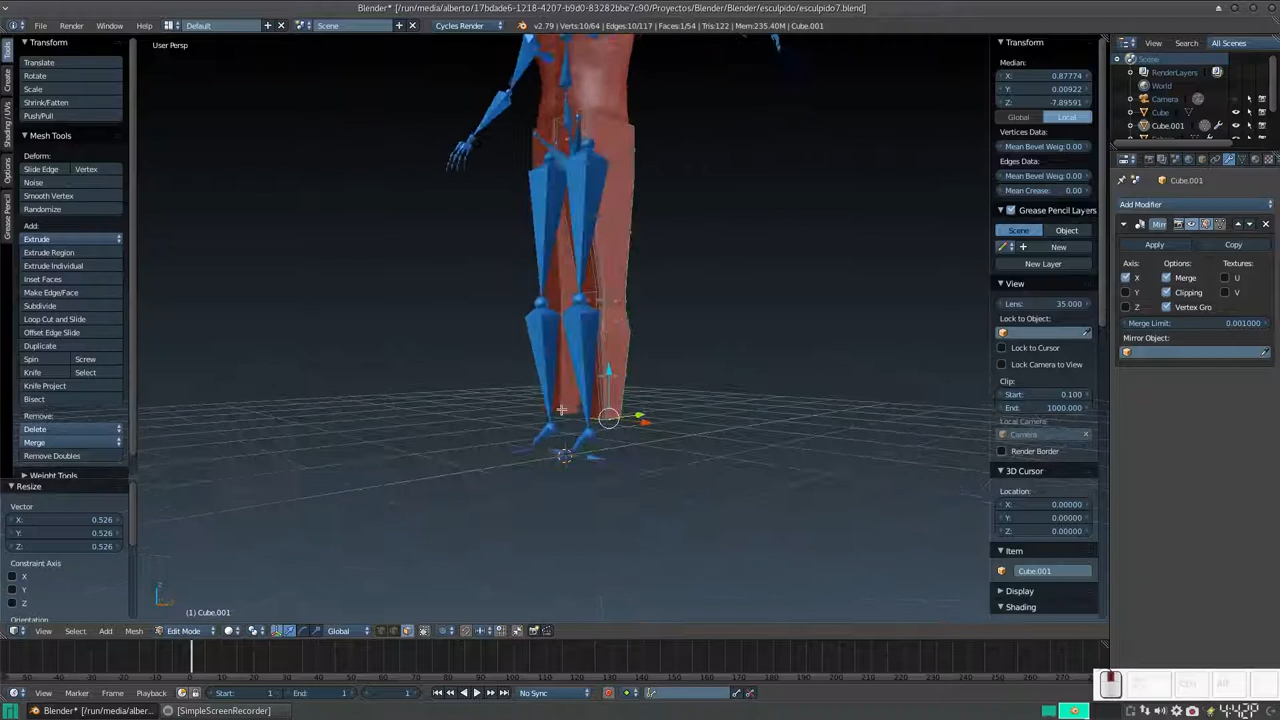 Blender* [/run/media/alberto/17bdade6-1218-4207-b9d0-83282bbe7c90/Proyectos/Blender/Blender/esculpido/esculpido7.blend]
File Render Window Help Default Scene Cycles Render v2.79 | Verts:10/64 | Edges:10/117 | Faces:1/54 | Tris:122 | Mem:235.40M | Cube.001
Transform
Translate
Rotate
Scale
Shrink/Fatten
Push/Pull
Mesh Tools
Deform:
Slide Edge Vertex
Noise
Smooth Vertex
Randomize
Add:
Extrude
Extrude Region
Extrude Individual
Inset Faces
Make Edge/Face
Subdivide
Loop Cut and Slide
Offset Edge Slide
Duplicate
Spin Screw
Knife Select
Knife Project
Bisect
Remove:
Delete
Merge
Remove Doubles
Weight Tools
Resize
Vector
X: 0.526
Y: 0.526
Z: 0.526
Constraint Axis
X
Y
Z
Orientation
Tools
Create
Shading / UVs
Options
Grease Pencil
User Persp
(1) Cube.001
Transform
Median:
X: 0.87774
Y: 0.00922
Z: -7.89591
Global Local
Vertices Data:
Mean Bevel Weig: 0.00
Edges Data:
Mean Bevel Weig: 0.00
Mean Crease: 0.00
Grease Pencil Layers
Scene Object
New
New Layer
View
Lens: 35.000
Lock to Object:
Lock to Cursor
Lock Camera to View
Clip:
Start: 0.100
End: 1000.000
Local Camera
Camera
Render Border
3D Cursor
Location:
X: 0.00000
Y: 0.00000
Z: 0.00000
Item
Cube.001
Display
Shading
View Search All Scenes
Scene
RenderLayers
World
Camera
Cube
Cube.001
Cube.001
Add Modifier
Mirr
Apply Copy
Axis: Options: Textures:
X Merge U
Y Clipping V
Z Vertex Gro
Merge Limit: 0.001000
Mirror Object:
View Select Add Mesh Edit Mode Global
View Marker Frame Playback Start: 1 End: 1 1 No Sync
Blender* [/run/media/albe... [SimpleScreenRecorder]